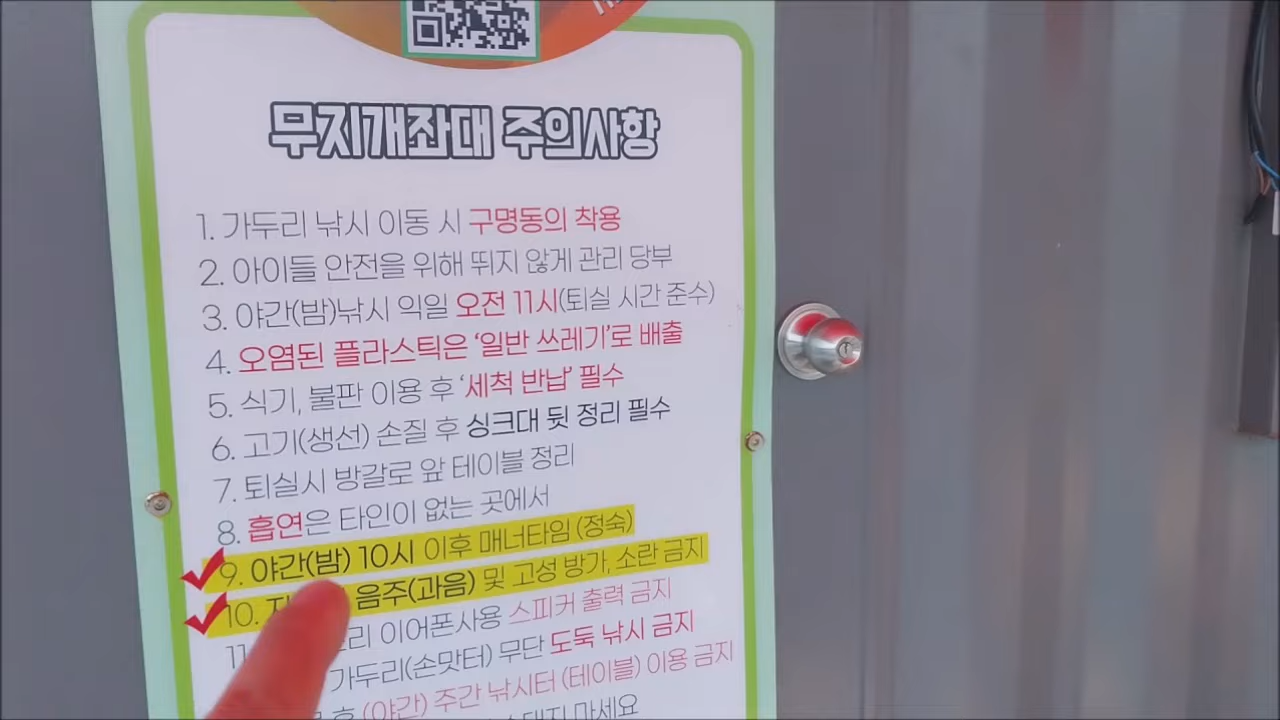 무지개좌대 주의사항
1. 가두리 낚시 이동 시 구명동의 착용
2. 아이들 안전을 위해 뛰지 않게 관리 당부
3. 야간(밤)낚시 익일 오전 11시(퇴실 시간 준수)
4. 오염된 플라스틱은 '일반 쓰레기'로 배출
5. 식기, 불판 이용 후 '세척 반납' 필수
6. 고기(생선) 손질 후 싱크대 뒷 정리 필수
7. 퇴실시 방갈로 앞 테이블 정리
8. 흡연은 타인이 없는 곳에서
9. 야간(밤) 10시 이후 매너타임 (정숙)
10. 음주(과음) 및 고성 방가, 소란 금지
11. 이어폰사용 스피커 출력 금지
가두리(손맛터) 무단 도둑 낚시 금지
후 (야간) 주간 낚시터 (테이블) 이용 금지
마세요